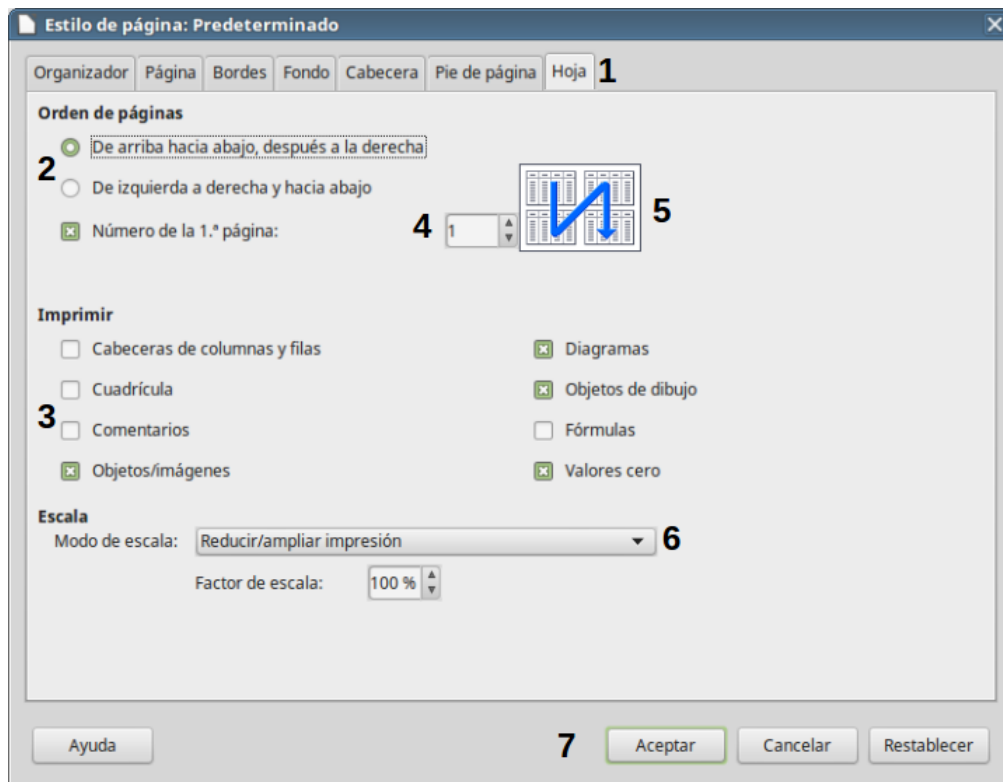 Estilo de página: Predeterminado
Organizador Página Bordes Fondo Cabecera Pie de página Hoja 1
Orden de páginas
De arriba hacia abajo, después a la derecha
2
De izquierda a derecha y hacia abajo
Número de la 1.ª página: 4 1 5
Imprimir
Cabeceras de columnas y filas Diagramas
Cuadrícula Objetos de dibujo
3 Comentarios Fórmulas
Objetos/imágenes Valores cero
Escala
Modo de escala: Reducir/ampliar impresión 6
Factor de escala: 100 %
Ayuda 7 Aceptar Cancelar Restablecer